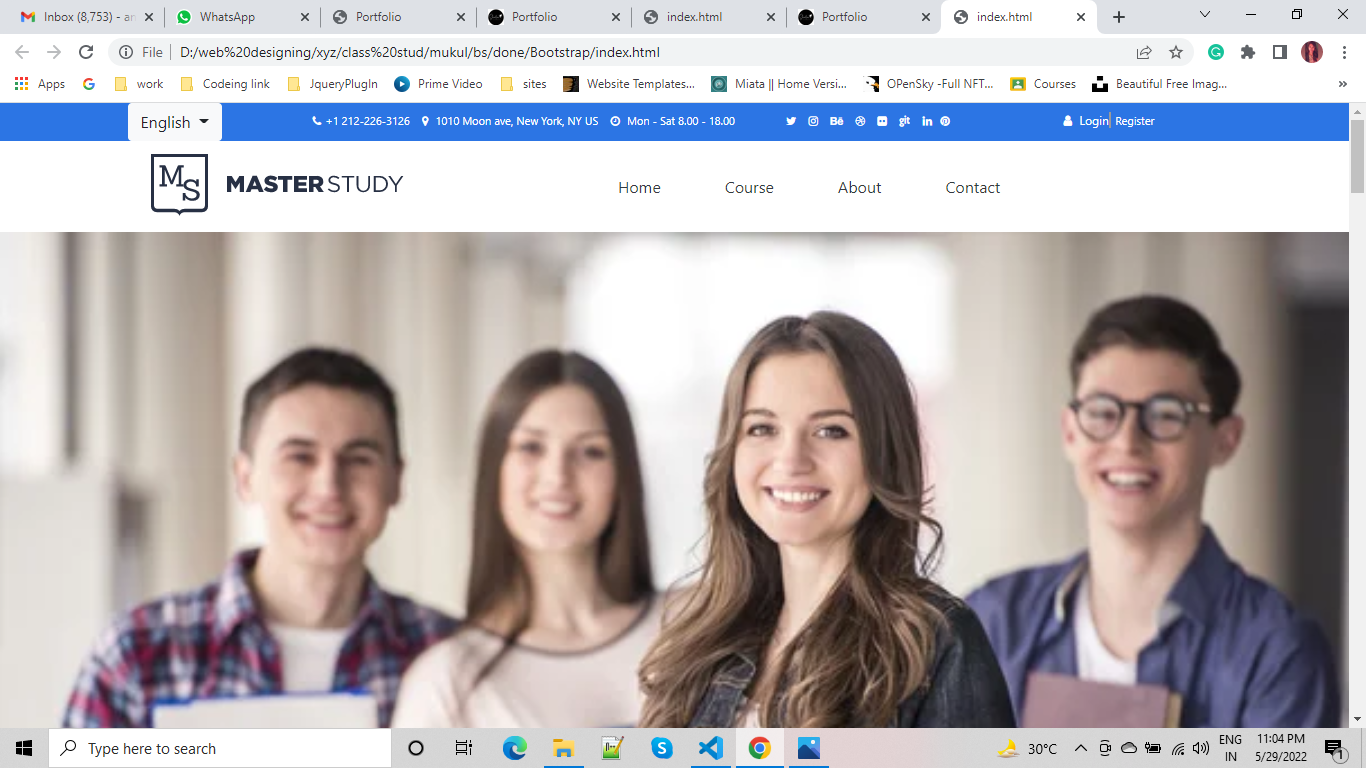 Inbox (8,753) - an
WhatsApp
Portfolio
Portfolio
index.html
Portfolio
index.html
File
D:/web%20designing/xyz/class%20stud/mukul/bs/done/Bootstrap/index.html
Apps
work
Codeing link
JqueryPlugIn
Prime Video
sites
Website Templates...
Miata || Home Versi...
OPenSky -Full NFT...
Courses
Beautiful Free Imag...
»
English
+1 212-226-3126
1010 Moon ave, New York, NY US
Mon - Sat 8.00 - 18.00
Login| Register
MS
MASTERSTUDY
Home
Course
About
Contact
Type here to search
30°C
ENG
IN
11:04 PM
5/29/2022
1